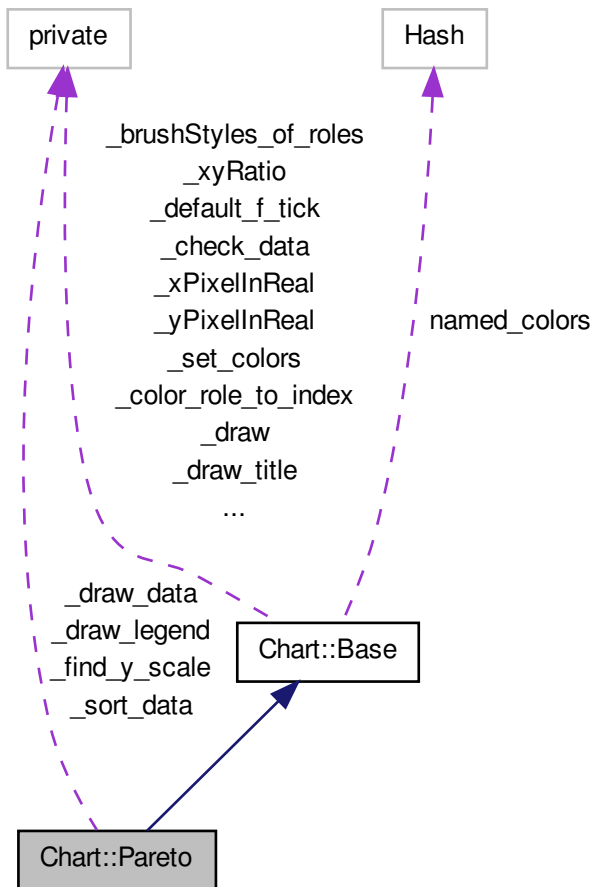 private
Hash
_brushStyles_of_roles
_xyRatio
_default_f_tick
_check_data
_xPixelInReal
_yPixelInReal
_set_colors
_color_role_to_index
_draw
_draw_title
...
named_colors
_draw_data
_draw_legend
_find_y_scale
_sort_data
Chart::Base
Chart::Pareto